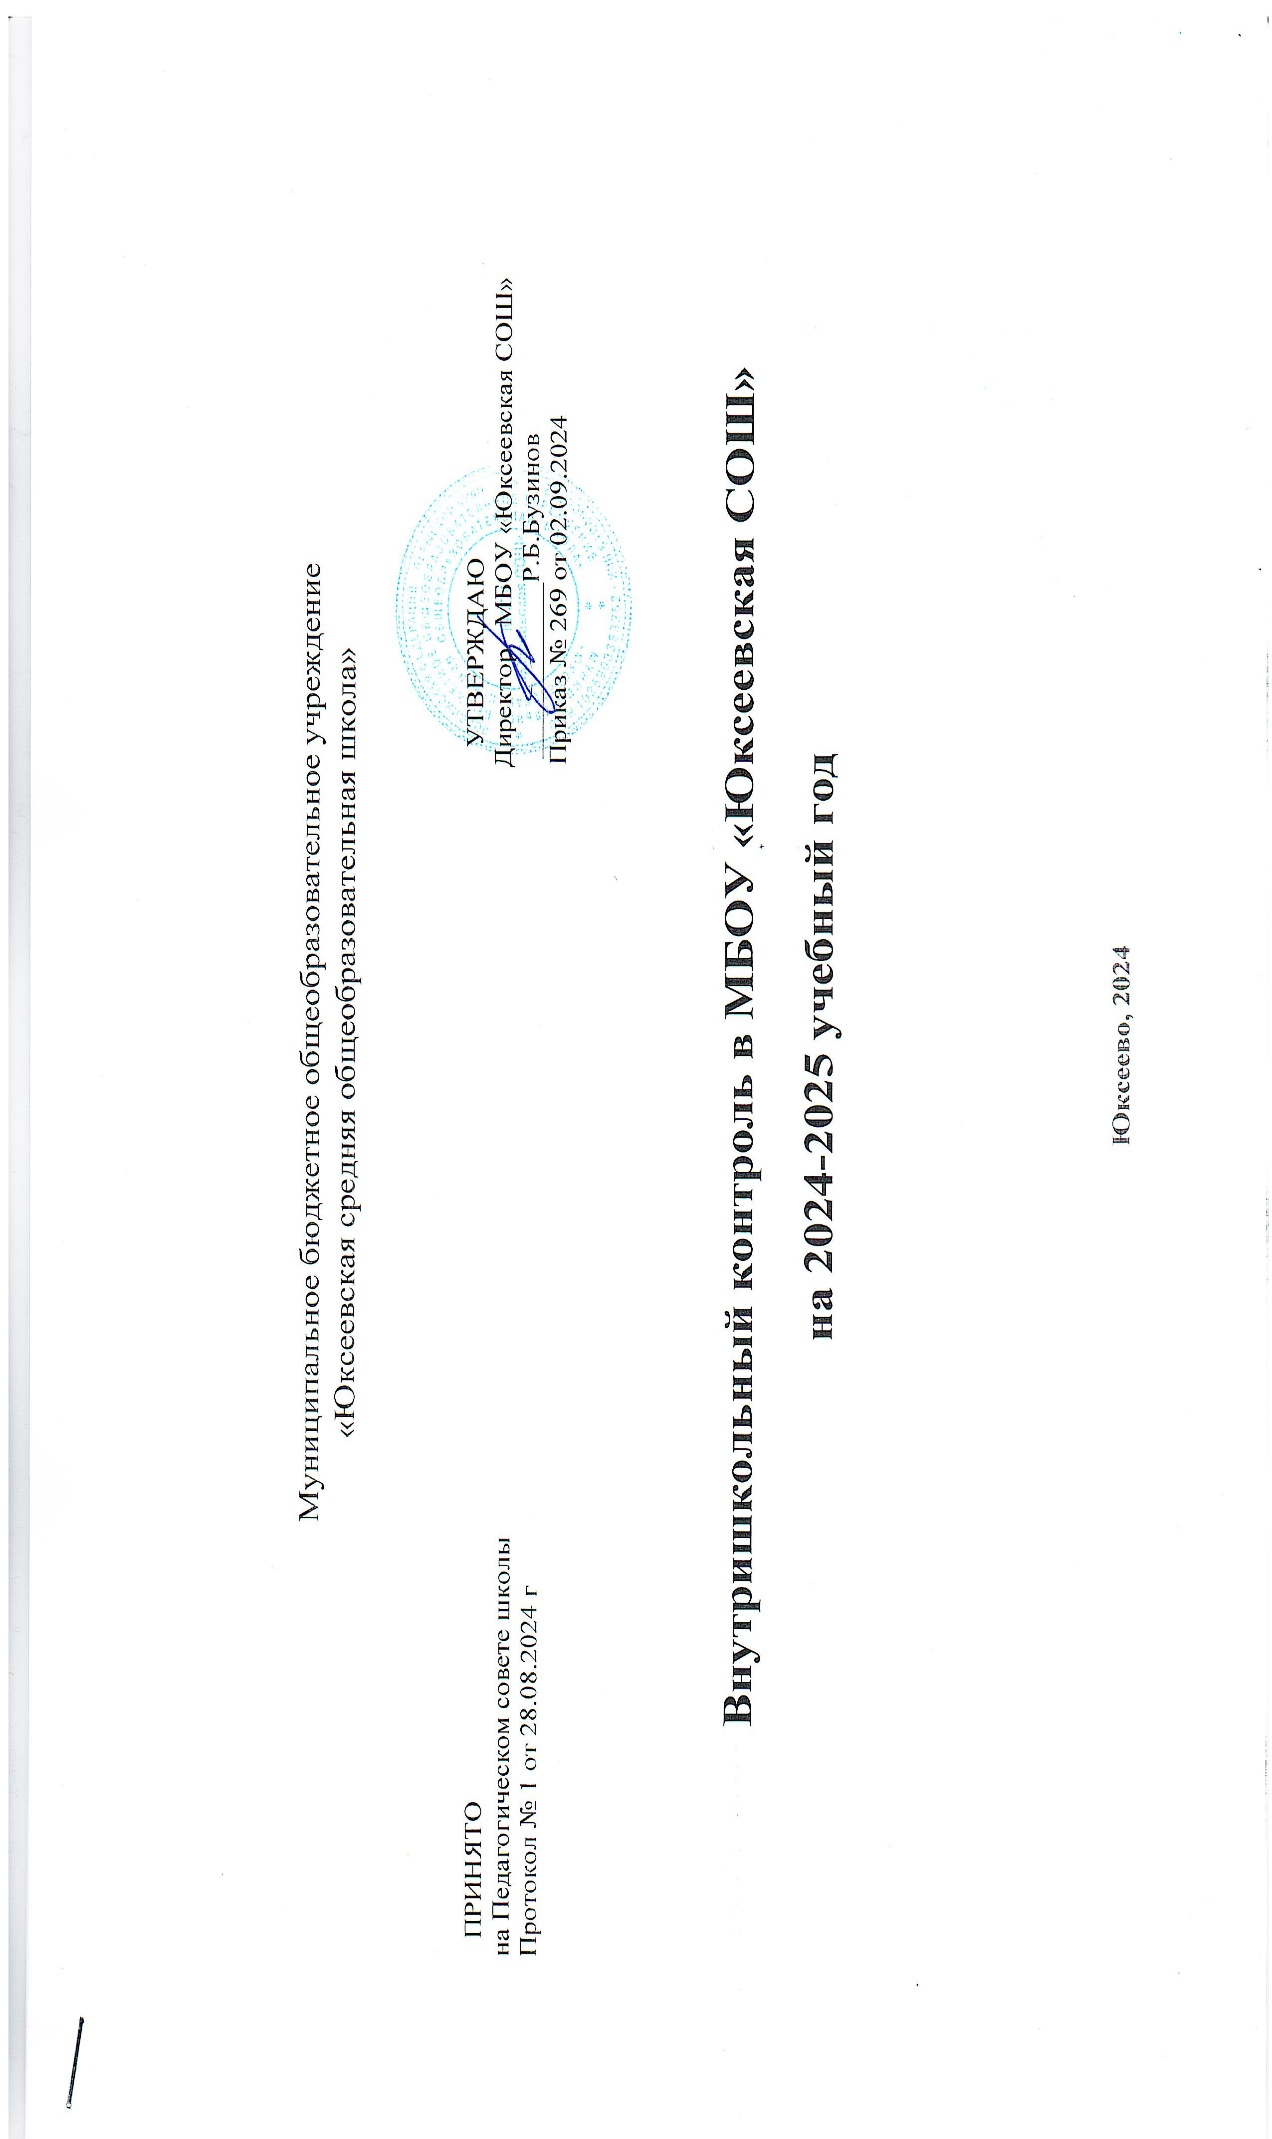 Муниципальное бюджетное общеобразовательное учреждение
«Юксеевская средняя общеобразовательная школа»
ПРИНЯТО
на Педагогическом совете школы
Протокол № 1 от 28.08.2024 г
УТВЕРЖДАЮ
Директор МБОУ «Юксеевская СОШ»
Р.Б.Бузинов
Приказ № 269 от 02.09.2024
Внутришкольный контроль в МБОУ «Юксеевская СОШ»
на 2024-2025 учебный год
Юксеево, 2024